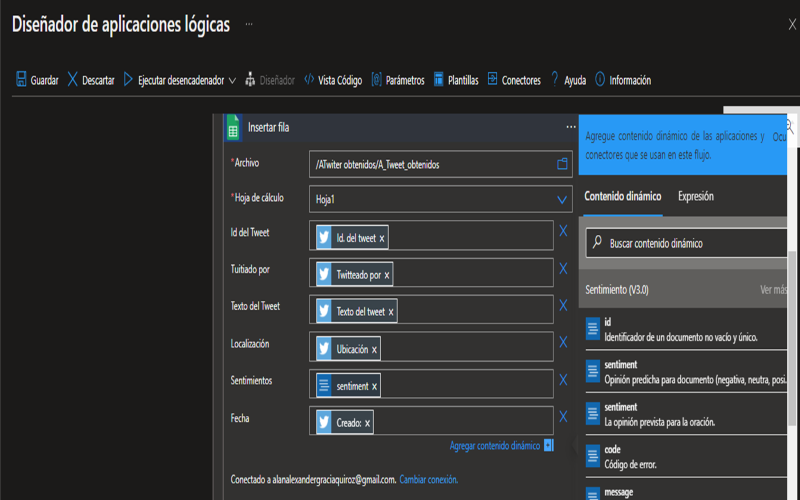 Diseñador de aplicaciones lógicas ...
Guardar Descartar Ejecutar desencadenador Diseñador Vista Código Parámetros Plantillas Conectores Ayuda Información
Insertar fila ...
*Archivo /ATwiter obtenidos/A_Tweet_obtenidos
*Hoja de cálculo Hoja1
Id del Tweet Id. del tweet x
Tuitiado por Twitteado por x
Texto del Tweet Texto del tweet x
Localización Ubicación x
Sentimientos sentiment x
Fecha Creado: x
Agregar contenido dinámico
Conectado a alanalexandergraciaquiroz@gmail.com. Cambiar conexión.
Agregue contenido dinámico de las aplicaciones y Ocu
conectores que se usan en este flujo.
Contenido dinámico Expresión
Buscar contenido dinámico
Sentimiento (V3.0) Ver más
id
Identificador de un documento no vacío y único.
sentiment
Opinión predicha para documento (negativa, neutra, posi...
sentiment
La opinión prevista para la oración.
code
Código de error.
message